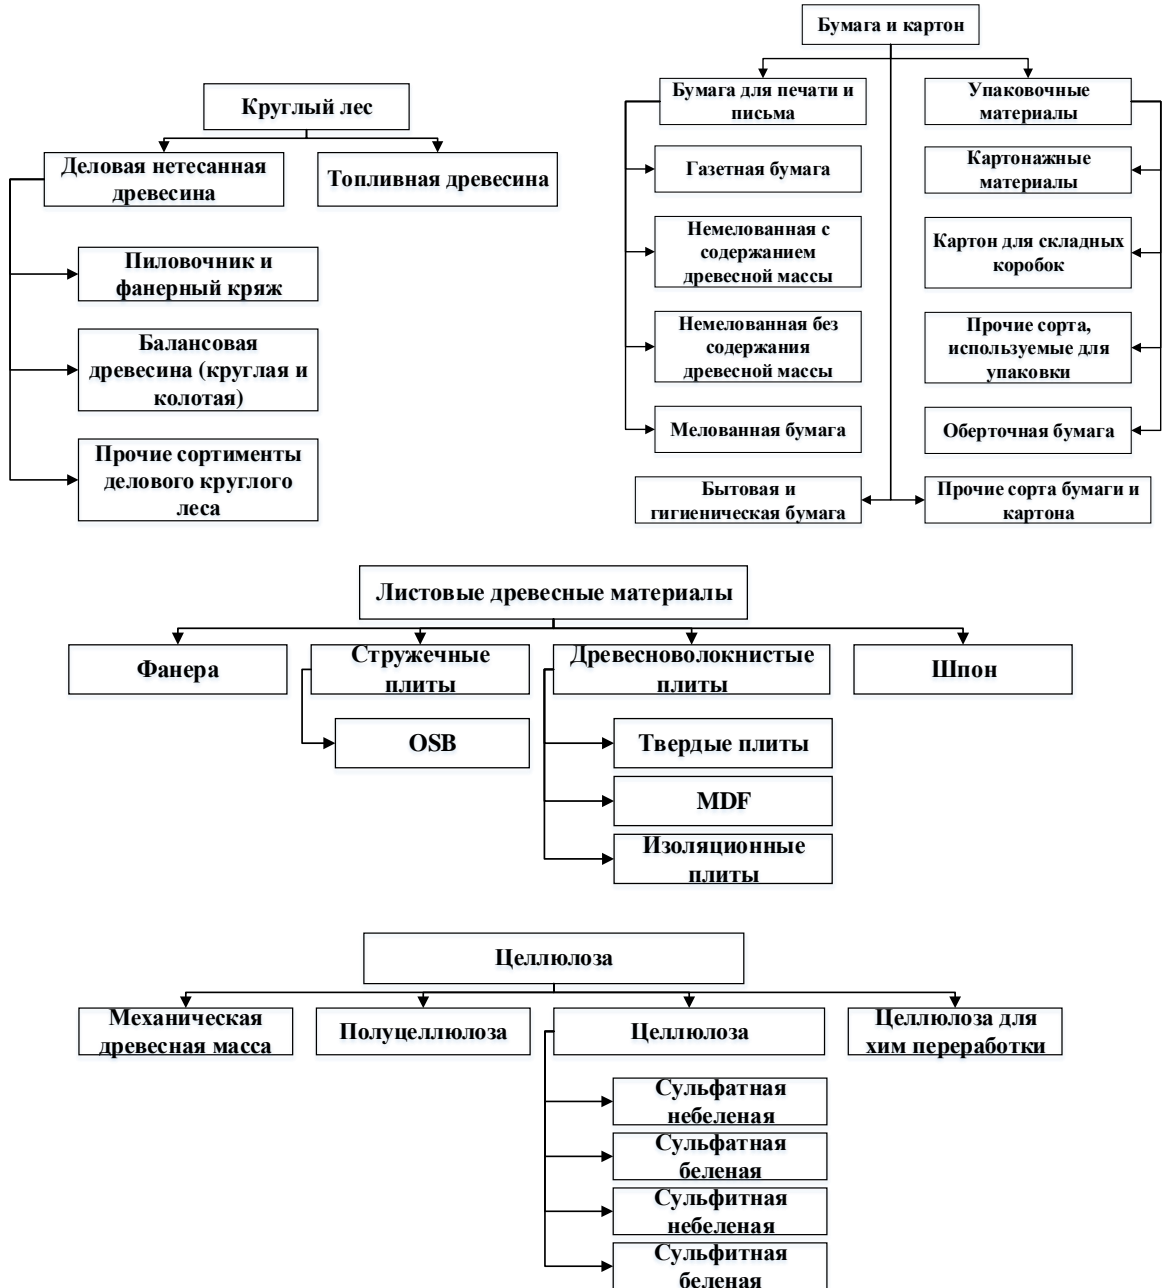 Круглый лес
Деловая нетесанная
древесина
Топливная древесина
Пиловочник и
фанерный кряж
Балансовая
древесина (круглая и
колотая)
Прочие сортименты
делового круглого
леса
Бумага и картон
Бумага для печати и
письма
Газетная бумага
Немелованная с
содержанием
древесной массы
Немелованная без
содержания
древесной массы
Мелованная бумага
Бытовая и
гигиеническая бумага
Упаковочные
материалы
Картонажные
материалы
Картон для складных
коробок
Прочие сорта,
используемые для
упаковки
Оберточная бумага
Прочие сорта бумаги и
картона
Листовые древесные материалы
Фанера
Стружечные
плиты
OSB
Древесноволокнистые
плиты
Твердые плиты
MDF
Изоляционные
плиты
Шпон
Целлюлоза
Механическая
древесная масса
Полуцеллюлоза
Целлюлоза
Сульфатная
небеленая
Сульфатная
беленая
Сульфитная
небеленая
Сульфитная
беленая
Целлюлоза для
хим переработки